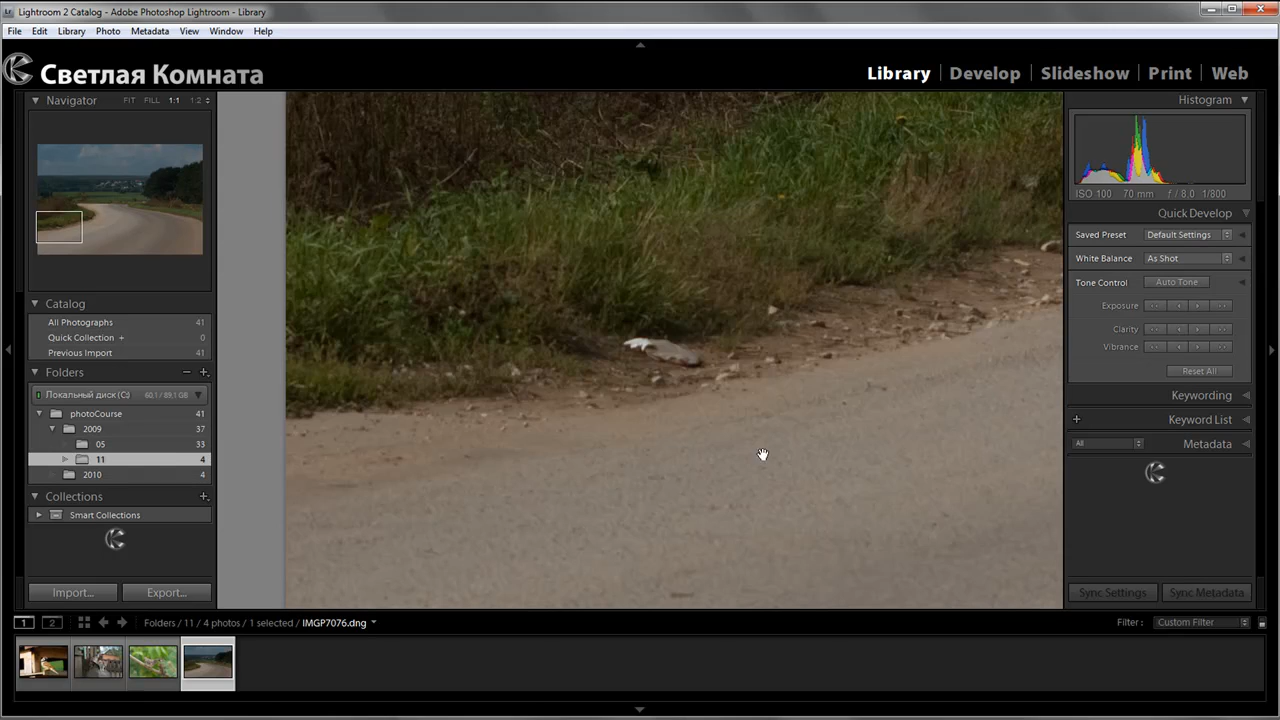 Lightroom 2 Catalog - Adobe Photoshop Lightroom - Library
File Edit Library Photo Metadata View Window Help
Светлая Комната
Library | Develop | Slideshow | Print | Web
Navigator FIT FILL 1:1 1:2
Catalog
All Photographs 41
Quick Collection + 0
Previous Import 41
Folders
Локальный диск (C:) 60,1 / 89,1 GB
photoCourse 41
2009 37
05 33
11 4
2010 4
Collections
Smart Collections
Import... Export...
Histogram
ISO 100 70 mm ƒ / 8,0 1/800
Quick Develop
Saved Preset Default Settings
White Balance As Shot
Tone Control Auto Tone
Exposure
Clarity
Vibrance
Reset All
Keywording
Keyword List
All Metadata
Sync Settings Sync Metadata
1 2 Folders / 11 / 4 photos / 1 selected / IMGP7076.dng Filter : Custom Filter